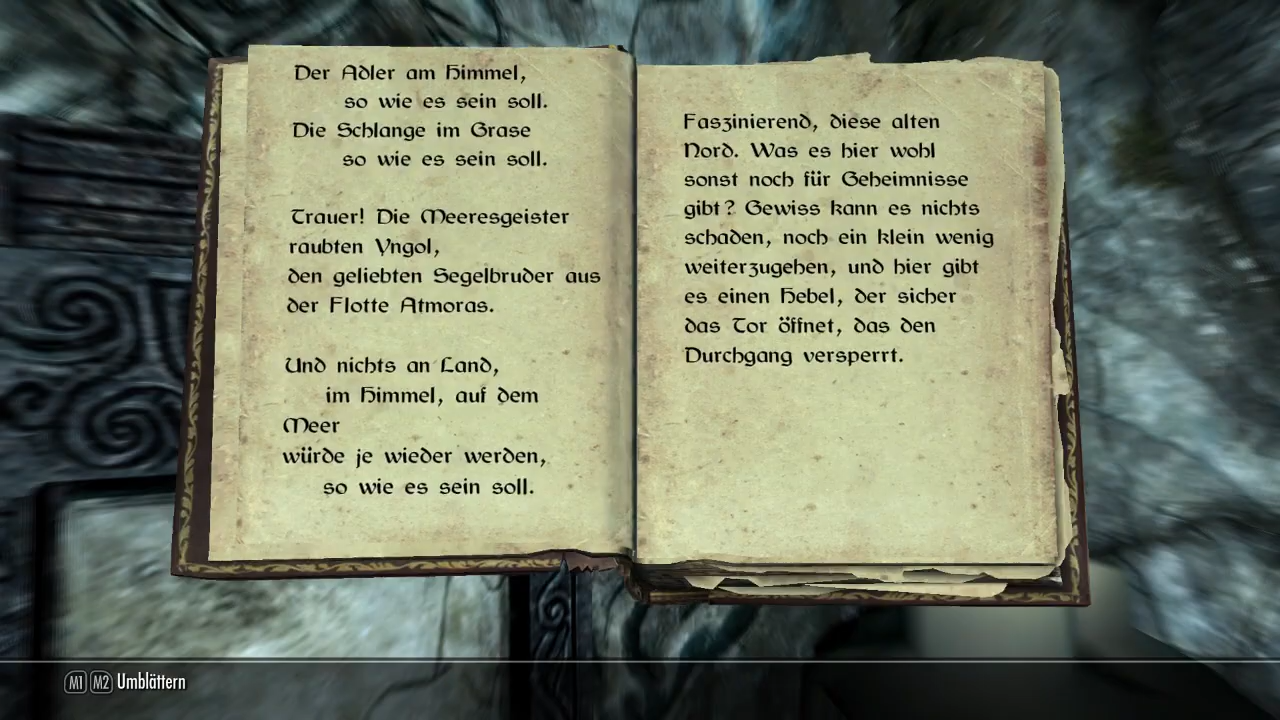 Der Adler am Himmel,
so wie es sein soll.
Die Schlange im Grase
so wie es sein soll.
Trauer! Die Meeresgeister
raubten Yngol,
den geliebten Segelbruder aus
der Flotte Atmoras.
Und nichts an Land,
im Himmel, auf dem
Meer
würde je wieder werden,
so wie es sein soll.
Faszinierend, diese alten
Nord. Was es hier wohl
sonst noch für Geheimnisse
gibt? Gewiss kann es nichts
schaden, noch ein klein wenig
weiterzugehen, und hier gibt
es einen Hebel, der sicher
das Tor öffnet, das den
Durchgang versperrt.
M1 M2 Umblättern